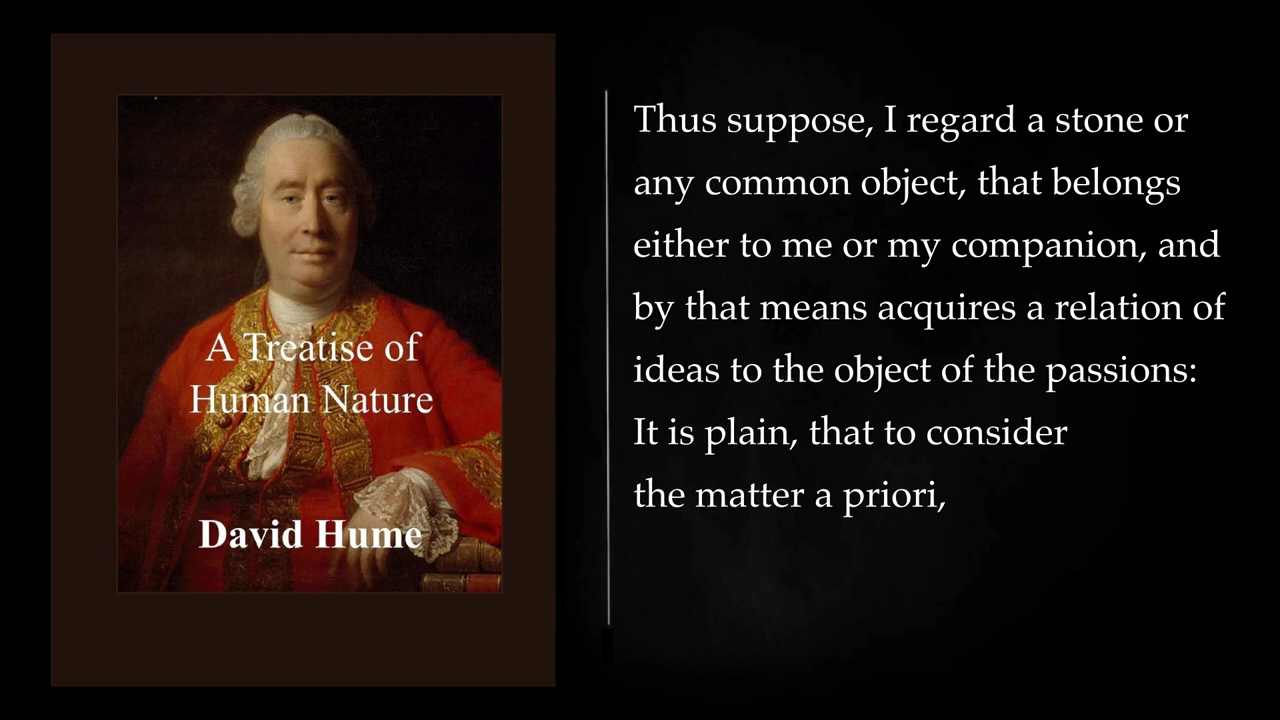 A Treatise of
Human Nature
David Hume
Thus suppose, I regard a stone or
any common object, that belongs
either to me or my companion, and
by that means acquires a relation of
ideas to the object of the passions:
It is plain, that to consider
the matter a priori,